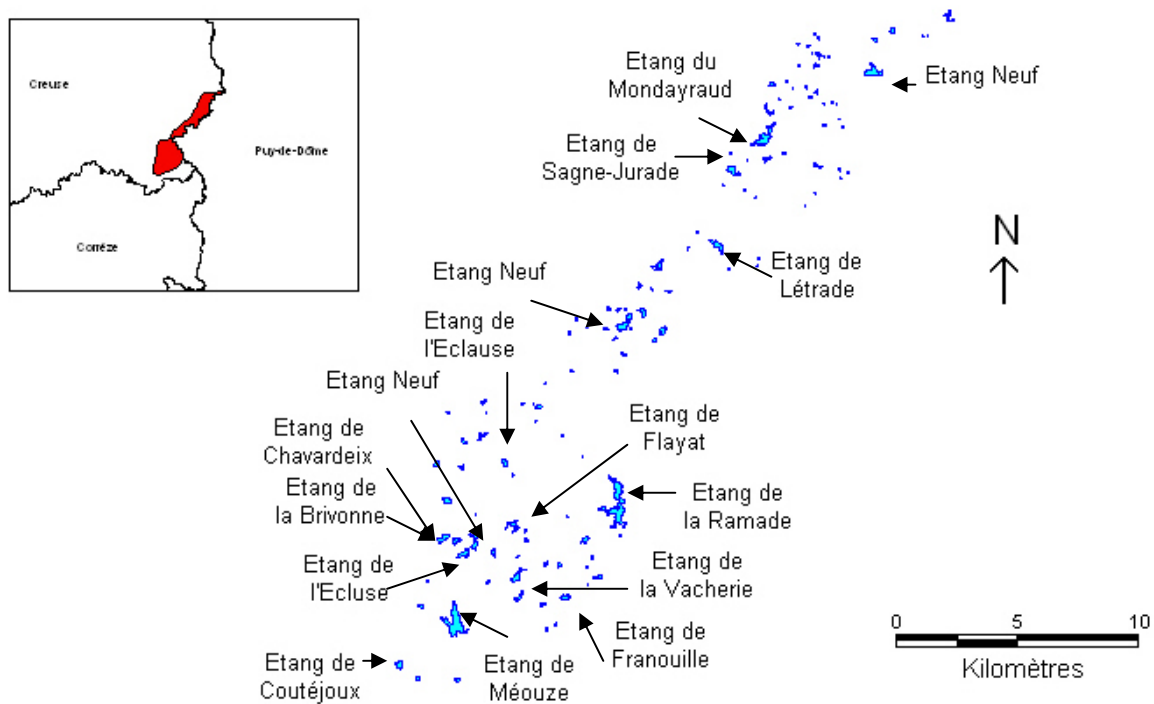 Creuse
Puy-de-Dôme
Corrèze
Etang du
Mondayraud
Etang Neuf
Etang de
Sagne-Jurade
N
Etang de
Létrade
Etang Neuf
Etang de
l'Eclause
Etang Neuf
Etang de
Chavardeix
Etang de
Flayat
Etang de
la Brivonne
Etang de
la Ramade
Etang de
l'Ecluse
Etang de
la Vacherie
Etang de
Franouille
Etang de
Coutéjoux
Etang de
Méouze
0 5 10
Kilomètres